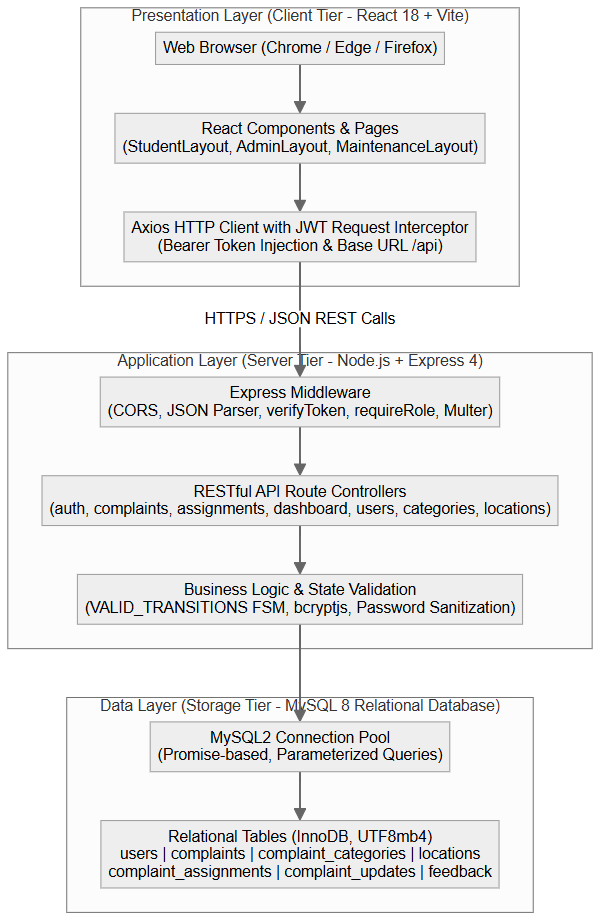 Presentation Layer (Client Tier - React 18 + Vite)
Web Browser (Chrome / Edge / Firefox)
React Components & Pages
(StudentLayout, AdminLayout, MaintenanceLayout)
Axios HTTP Client with JWT Request Interceptor
(Bearer Token Injection & Base URL /api)
HTTPS / JSON REST Calls
Application Layer (Server Tier - Node.js + Express 4)
Express Middleware
(CORS, JSON Parser, verifyToken, requireRole, Multer)
RESTful API Route Controllers
(auth, complaints, assignments, dashboard, users, categories, locations)
Business Logic & State Validation
(VALID_TRANSITIONS FSM, bcryptjs, Password Sanitization)
Data Layer (Storage Tier - MySQL 8 Relational Database)
MySQL2 Connection Pool
(Promise-based, Parameterized Queries)
Relational Tables (InnoDB, UTF8mb4)
users | complaints | complaint_categories | locations
complaint_assignments | complaint_updates | feedback